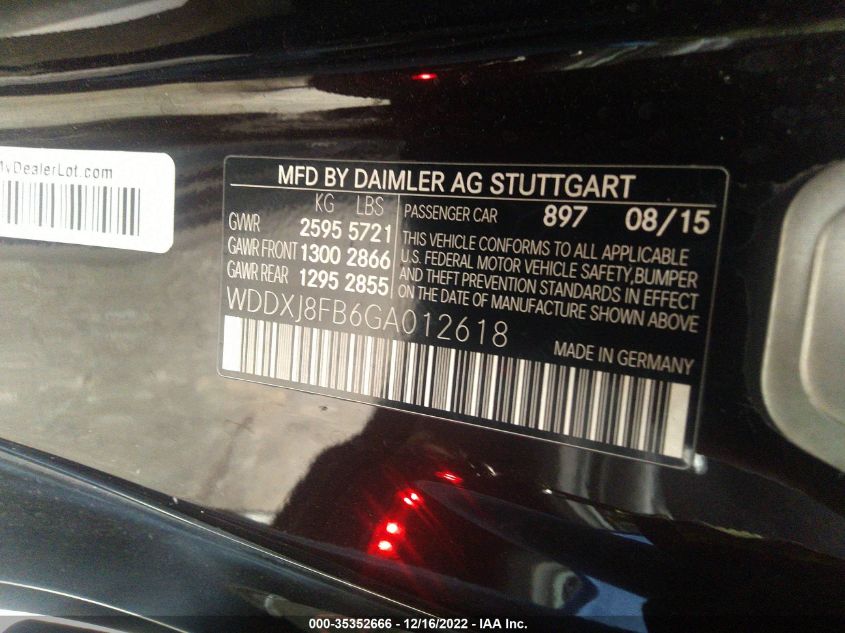 DealerLot.com
MFD BY DAIMLER AG STUTTGART
KG LBS
GVWR 2595 5721
GAWR FRONT 1300 2866
GAWR REAR 1295 2855
PASSENGER CAR 897 08/15
THIS VEHICLE CONFORMS TO ALL APPLICABLE
U.S. FEDERAL MOTOR VEHICLE SAFETY,BUMPER
AND THEFT PREVENTION STANDARDS IN EFFECT
ON THE DATE OF MANUFACTURE SHOWN ABOVE
WDDXJ8FB6GA012618
MADE IN GERMANY
000-35352666 - 12/16/2022 - IAA Inc.